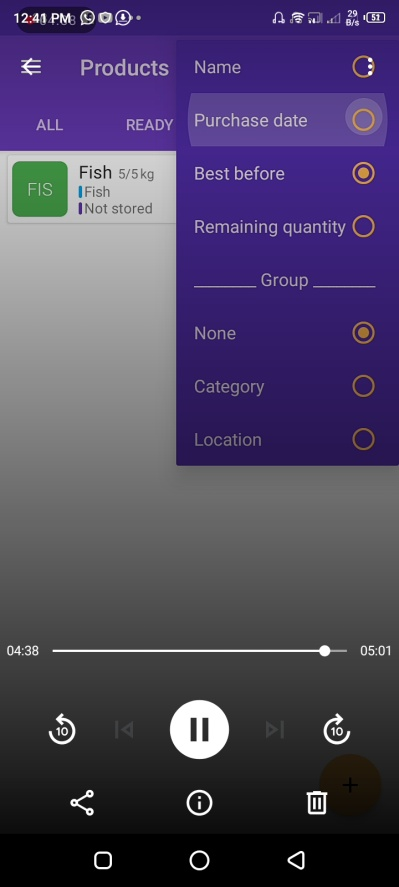 12:41 PM
29
B/s
51
Products
Name
ALL
READY
Purchase date
FIS
Fish 5/5 kg
Fish
Not stored
Best before
Remaining quantity
Group
None
Category
Location
04:38
05:01
10
10